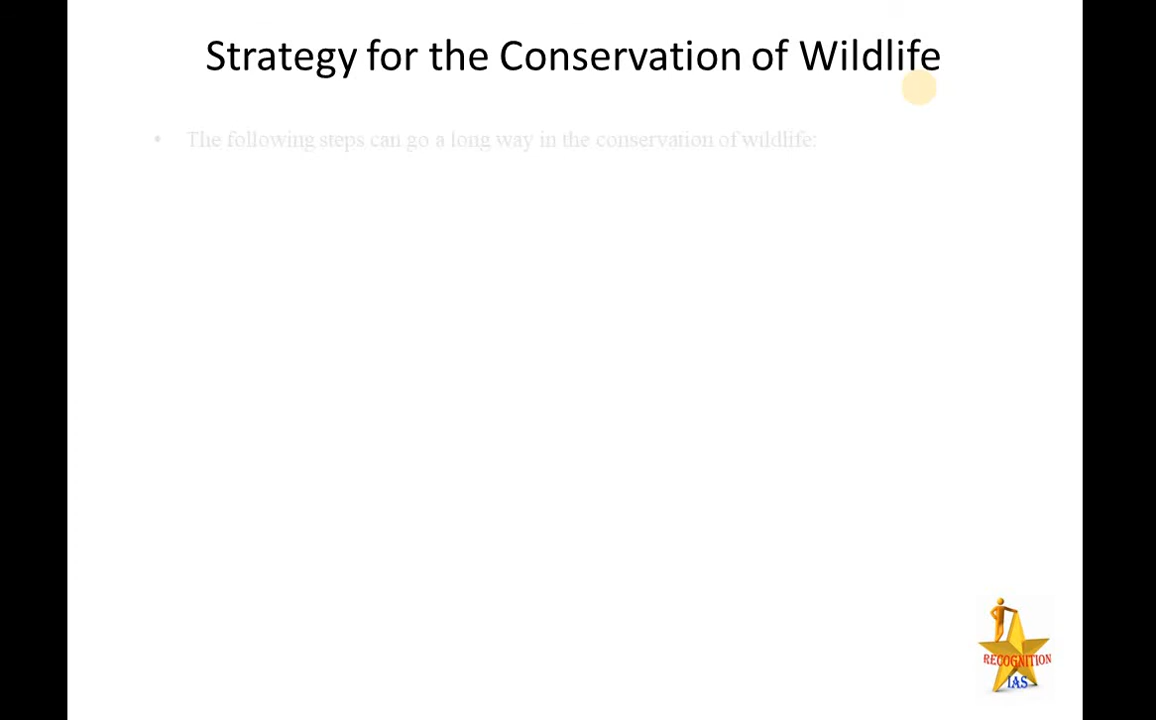 Strategy for the Conservation of Wildlife
• The following steps can go a long way in the conservation of wildlife:
RECOGNITION
IAS